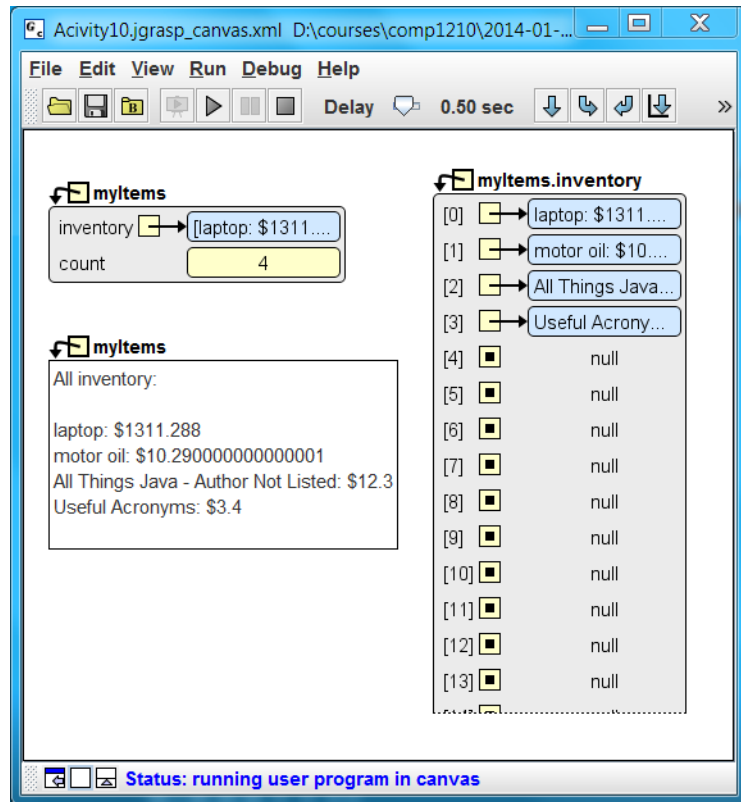 Acivity10.jgrasp_canvas.xml D:\courses\comp1210\2014-01-...
File Edit View Run Debug Help
Delay 0.50 sec »
myItems
inventory [laptop: $1311....
count 4
myItems
All inventory:
laptop: $1311.288
motor oil: $10.290000000000001
All Things Java - Author Not Listed: $12.3
Useful Acronyms: $3.4
myItems.inventory
[0] laptop: $1311....
[1] motor oil: $10....
[2] All Things Java...
[3] Useful Acrony...
[4] null
[5] null
[6] null
[7] null
[8] null
[9] null
[10] null
[11] null
[12] null
[13] null
Status: running user program in canvas